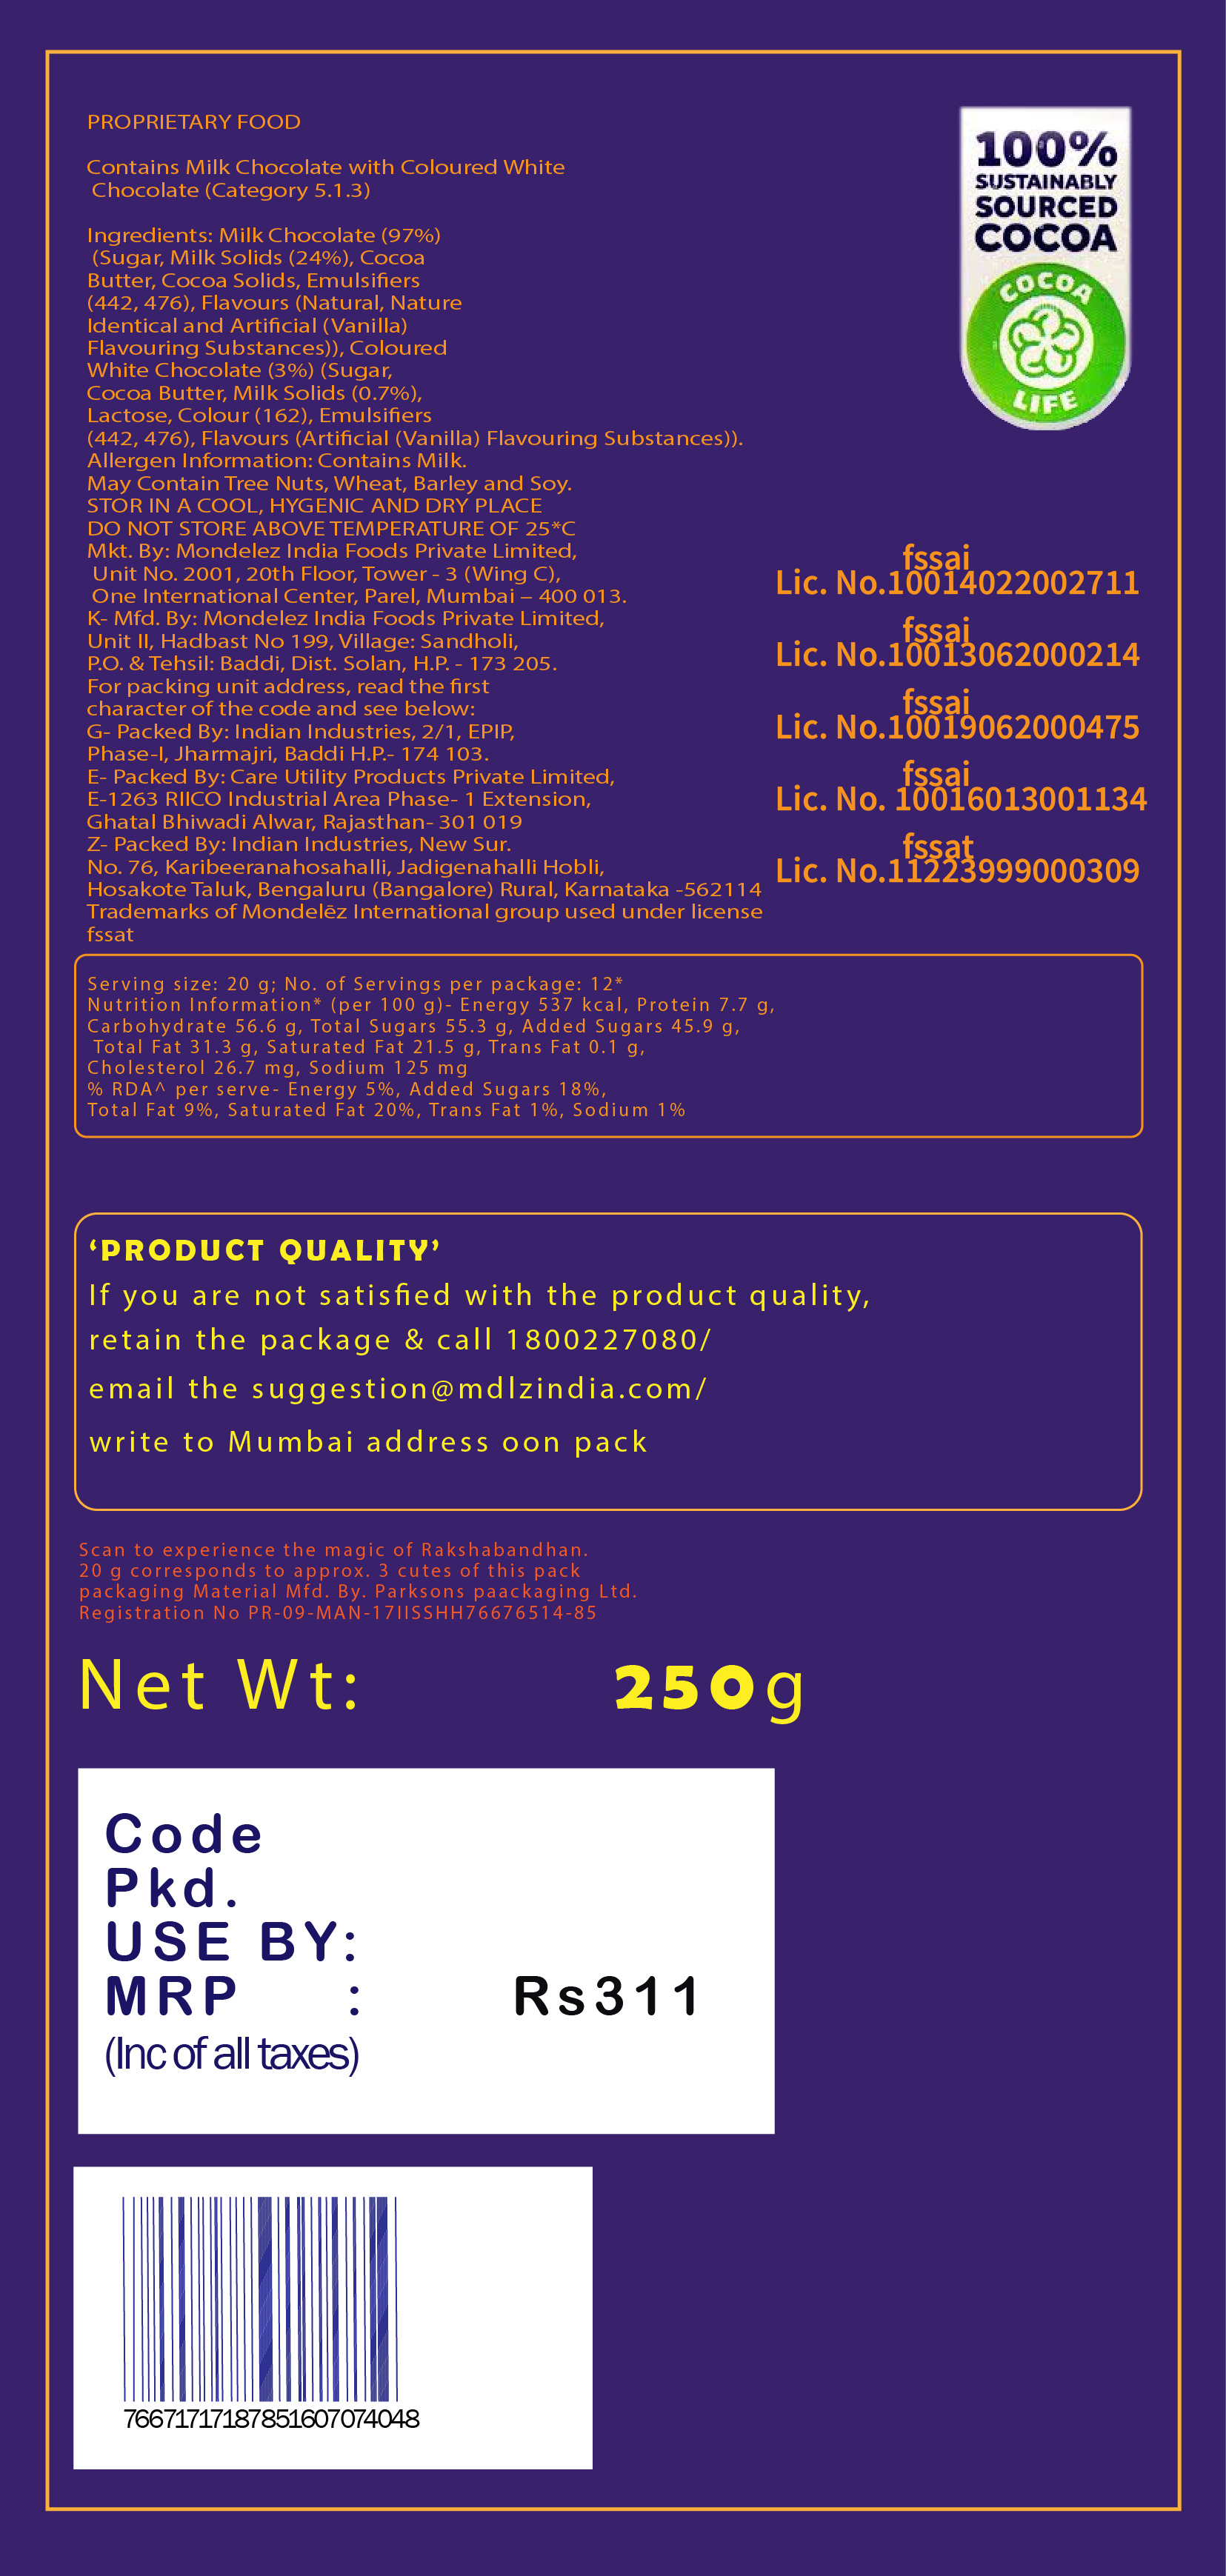 PROPRIETARY FOOD
Contains Milk Chocolate with Coloured White
Chocolate (Category 5.1.3)
Ingredients: Milk Chocolate (97%)
(Sugar, Milk Solids (24%), Cocoa
Butter, Cocoa Solids, Emulsifiers
(442, 476), Flavours (Natural, Nature
Identical and Artificial (Vanilla)
Flavouring Substances)), Coloured
White Chocolate (3%) (Sugar,
Cocoa Butter, Milk Solids (0.7%),
Lactose, Colour (162), Emulsifiers
(442, 476), Flavours (Artificial (Vanilla) Flavouring Substances)).
Allergen Information: Contains Milk.
May Contain Tree Nuts, Wheat, Barley and Soy.
STOR IN A COOL, HYGENIC AND DRY PLACE
DO NOT STORE ABOVE TEMPERATURE OF 25*C
Mkt. By: Mondelez India Foods Private Limited,
Unit No. 2001, 20th Floor, Tower - 3 (Wing C),
One International Center, Parel, Mumbai – 400 013.
K- Mfd. By: Mondelez India Foods Private Limited,
Unit II, Hadbast No 199, Village: Sandholi,
P.O. & Tehsil: Baddi, Dist. Solan, H.P. - 173 205.
For packing unit address, read the first
character of the code and see below:
G- Packed By: Indian Industries, 2/1, EPIP,
Phase-I, Jharmajri, Baddi H.P.- 174 103.
E- Packed By: Care Utility Products Private Limited,
E-1263 RIICO Industrial Area Phase- 1 Extension,
Ghatal Bhiwadi Alwar, Rajasthan- 301 019
Z- Packed By: Indian Industries, New Sur.
No. 76, Karibeeranahosahalli, Jadigenahalli Hobli,
Hosakote Taluk, Bengaluru (Bangalore) Rural, Karnataka -562114
Trademarks of Mondelēz International group used under license
fssat
100%
SUSTAINABLY
SOURCED
COCOA
COCOA
LIFE
fssai
Lic. No.10014022002711
fssai
Lic. No.10013062000214
fssai
Lic. No.10019062000475
fssai
Lic. No. 10016013001134
fssat
Lic. No.11223999000309
Serving size: 20 g; No. of Servings per package: 12*
Nutrition Information* (per 100 g)- Energy 537 kcal, Protein 7.7 g,
Carbohydrate 56.6 g, Total Sugars 55.3 g, Added Sugars 45.9 g,
Total Fat 31.3 g, Saturated Fat 21.5 g, Trans Fat 0.1 g,
Cholesterol 26.7 mg, Sodium 125 mg
% RDA^ per serve- Energy 5%, Added Sugars 18%,
Total Fat 9%, Saturated Fat 20%, Trans Fat 1%, Sodium 1%
‘PRODUCT QUALITY’
If you are not satisfied with the product quality,
retain the package & call 1800227080/
email the suggestion@mdlzindia.com/
write to Mumbai address oon pack
Scan to experience the magic of Rakshabandhan.
20 g corresponds to approx. 3 cutes of this pack
packaging Material Mfd. By. Parksons paackaging Ltd.
Registration No PR-09-MAN-17IISSHH76676514-85
Net Wt: 250g
Code
Pkd.
USE BY:
MRP : Rs311
(Inc of all taxes)
766717171878516070740​48